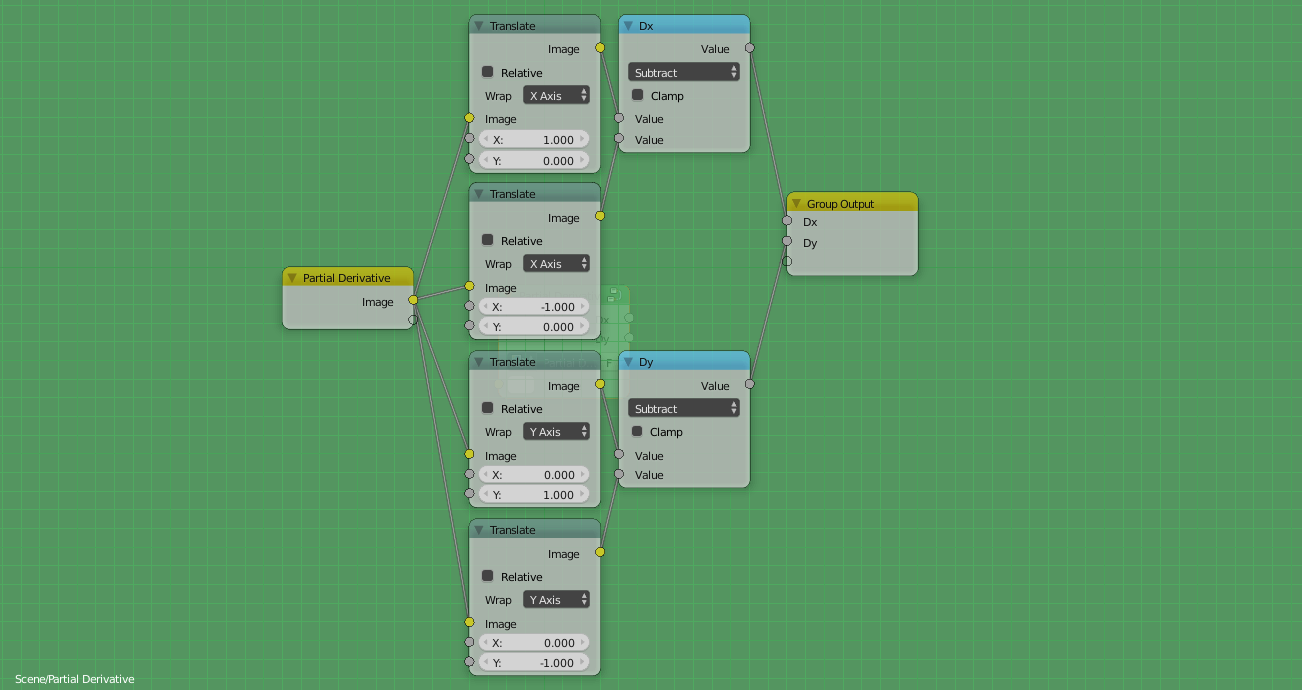 Translate
Image
Relative
Wrap X Axis
Image
X: 1.000
Y: 0.000
Dx
Value
Subtract
Clamp
Value
Value
Translate
Image
Relative
Wrap X Axis
Image
X: -1.000
Y: 0.000
Group Output
Dx
Dy
Partial Derivative
Image
Translate
Image
Relative
Wrap Y Axis
Image
X: 0.000
Y: 1.000
Dy
Value
Subtract
Clamp
Value
Value
Translate
Image
Relative
Wrap Y Axis
Image
X: 0.000
Y: -1.000
Scene/Partial Derivative